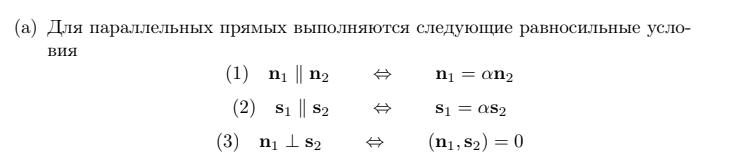 (a) Для параллельных прямых выполняются следующие равносильные усло-
вия
(1) n₁ ∥ n₂ ⇔ n₁ = αn₂
(2) s₁ ∥ s₂ ⇔ s₁ = αs₂
(3) n₁ ⊥ s₂ ⇔ (n₁, s₂) = 0